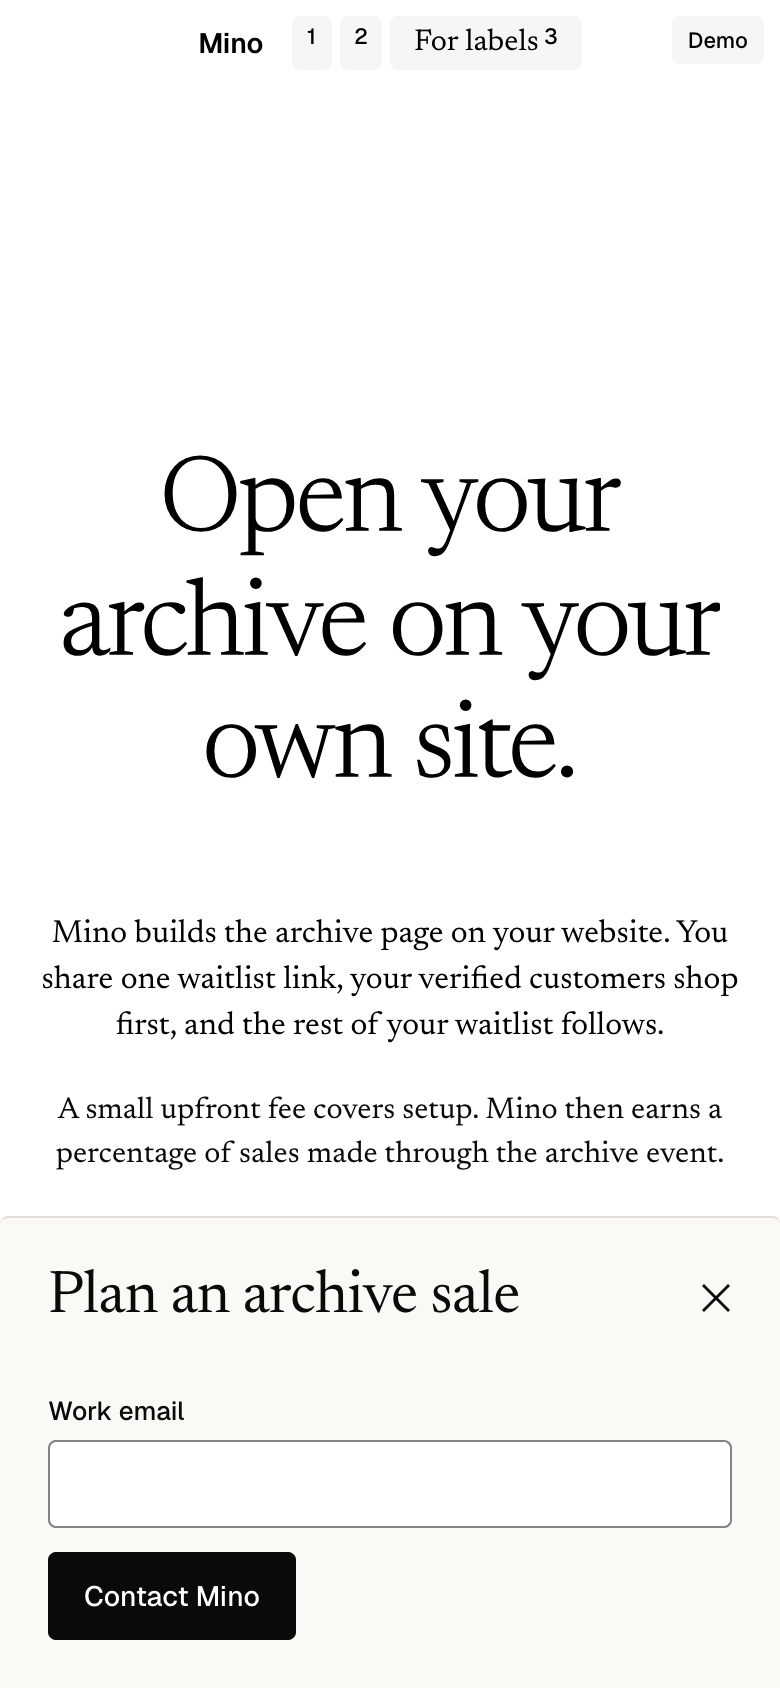 Mino 1 2 For labels 3 Demo
Open your
archive on your
own site.
Mino builds the archive page on your website. You
share one waitlist link, your verified customers shop
first, and the rest of your waitlist follows.
A small upfront fee covers setup. Mino then earns a
percentage of sales made through the archive event.
Plan an archive sale
Work email
Contact Mino